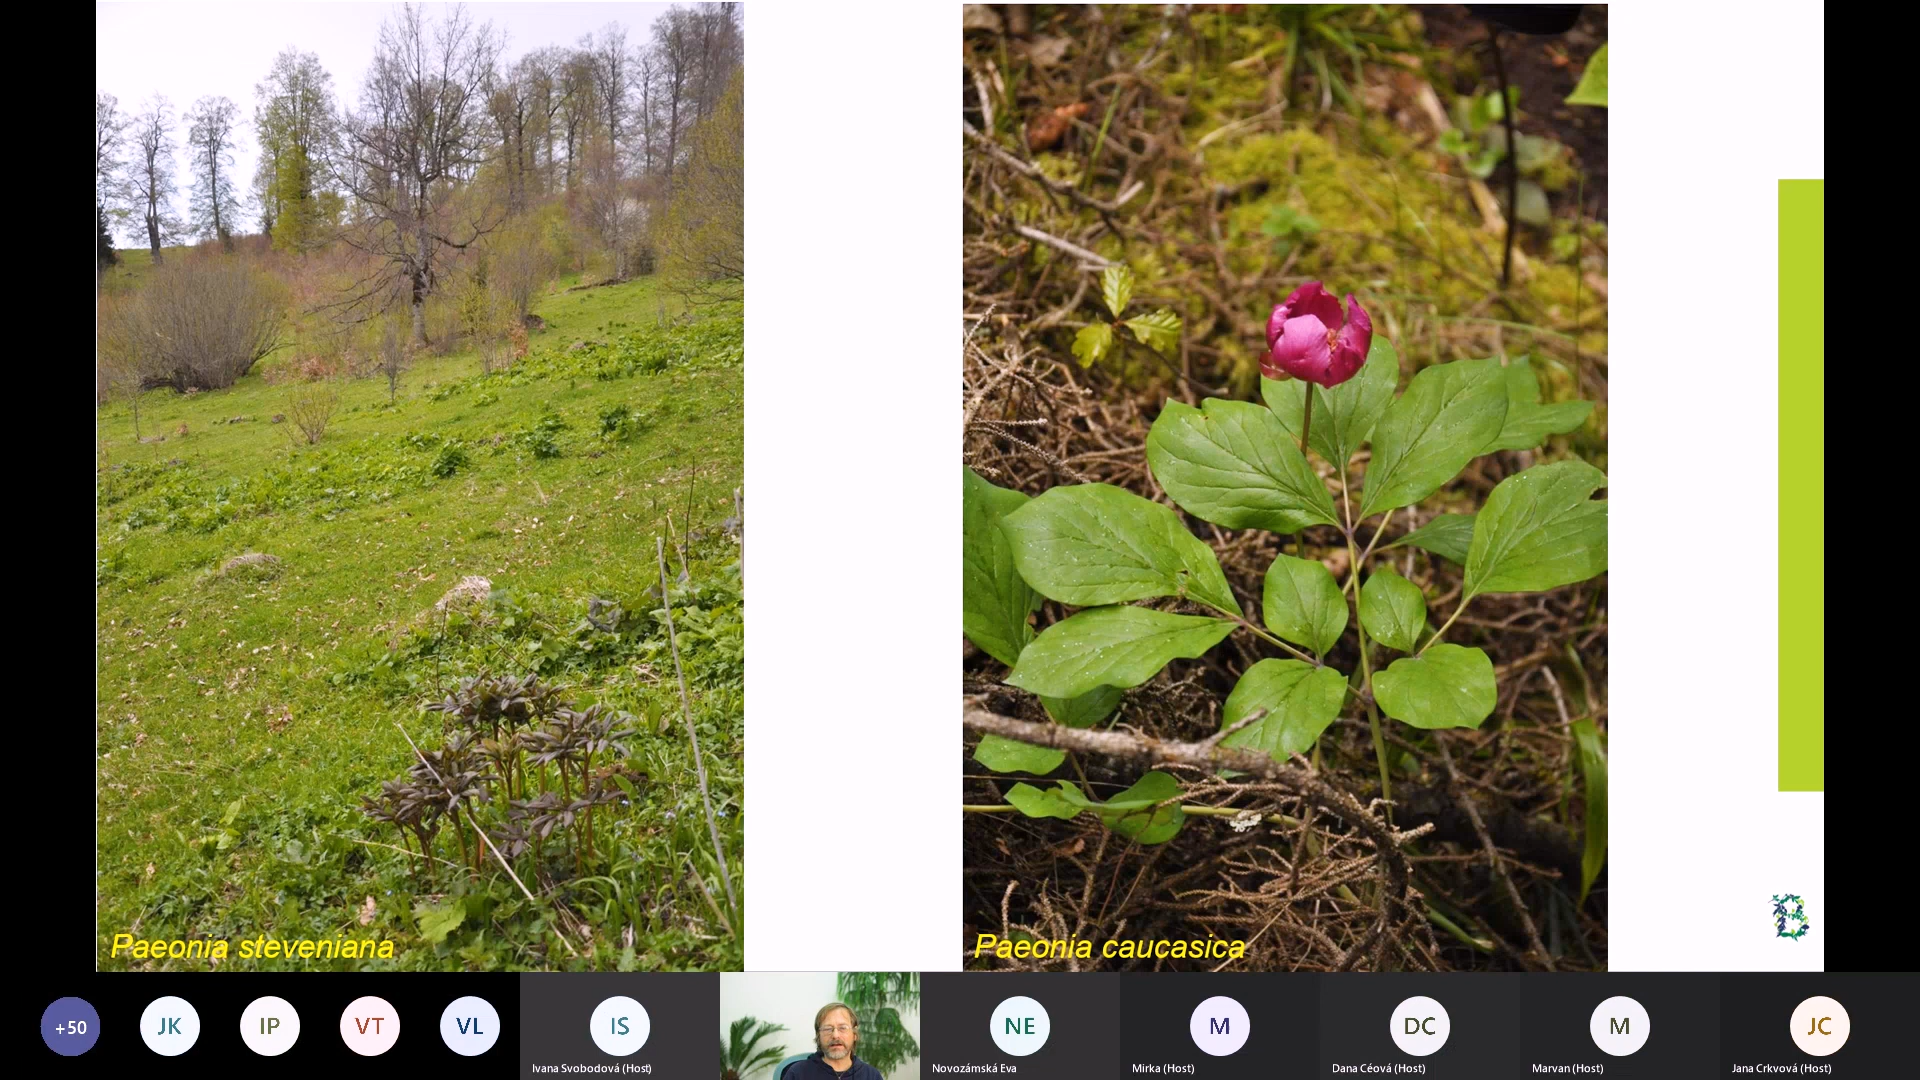 Paeonia steveniana
Paeonia caucasica
B
+50
JK
IP
VT
VL
IS
NE
M
DC
M
JC
Ivana Svobodová (Host)
Novozámská Eva
Mirka (Host)
Dana Céová (Host)
Marvan (Host)
Jana Crkvová (Host)